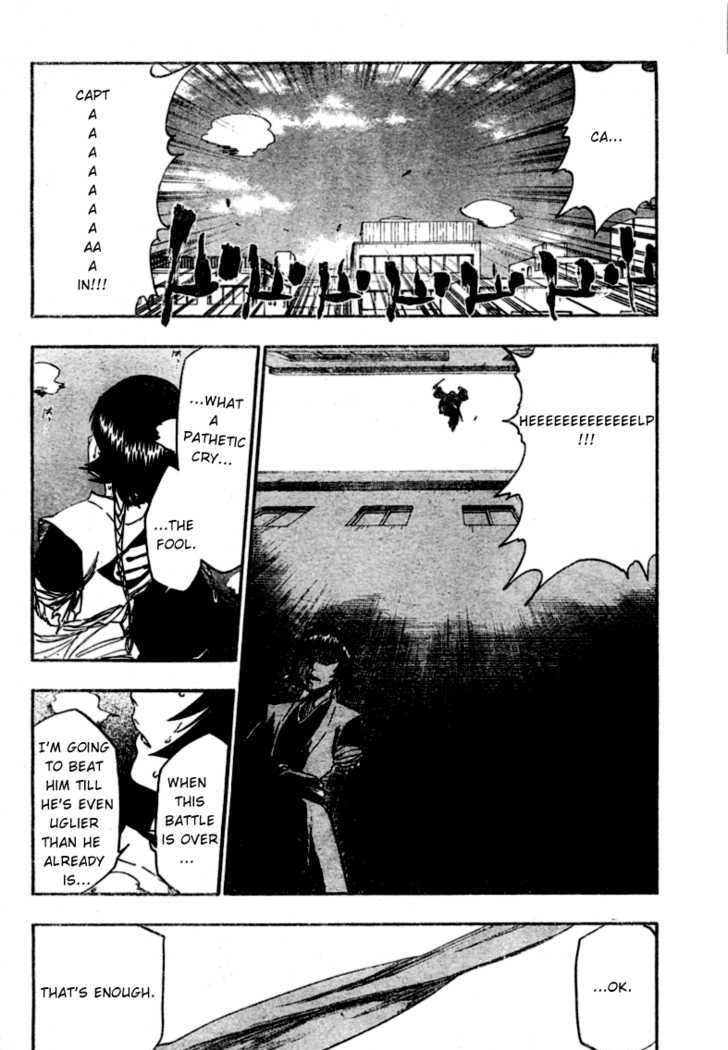 CA...
CAPT
A
A
A
A
A
A
A
AA
A
IN!!!
HEEEEEEEEEEEEELP
!!!
...WHAT
A
PATHETIC
CRY...
...THE
FOOL.
WHEN
THIS
BATTLE
IS OVER
...
I'M GOING
TO BEAT
HIM TILL
HE'S EVEN
UGLIER
THAN HE
ALREADY
IS...
...OK.
THAT'S ENOUGH.